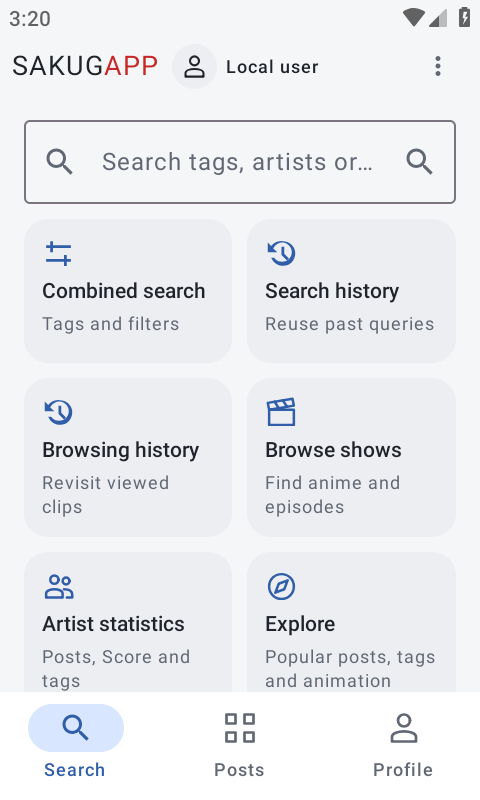 3:20
SAKUGAPP
Local user
Search tags, artists or…
Combined search
Tags and filters
Search history
Reuse past queries
Browsing history
Revisit viewed
clips
Browse shows
Find anime and
episodes
Artist statistics
Posts, Score and
tags
Explore
Popular posts, tags
and animation
Search
Posts
Profile